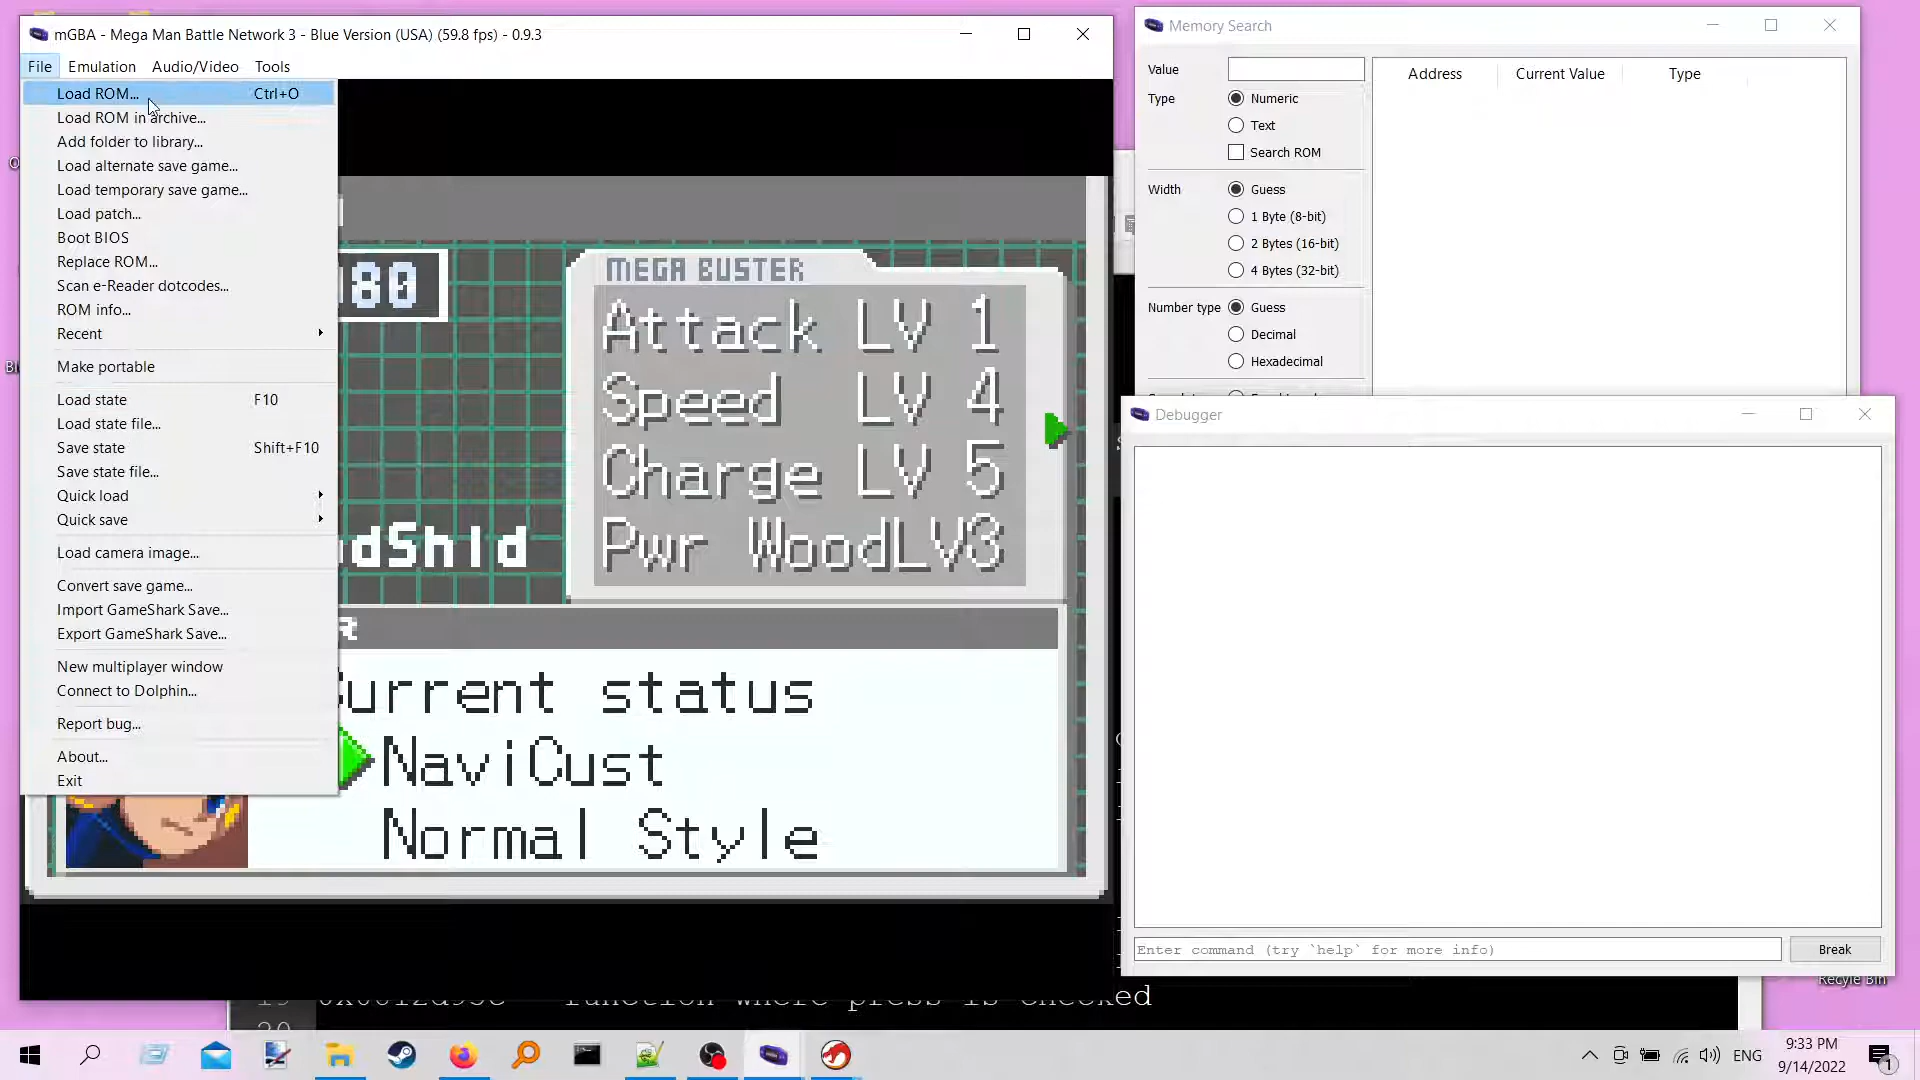 mGBA - Mega Man Battle Network 3 - Blue Version (USA) (59.8 fps) - 0.9.3
File Emulation Audio/Video Tools
Load ROM... Ctrl+O
Load ROM in archive...
Add folder to library...
Load alternate save game...
Load temporary save game...
Load patch...
Boot BIOS
Replace ROM...
Scan e-Reader dotcodes...
ROM info...
Recent
Make portable
Load state F10
Load state file...
Save state Shift+F10
Save state file...
Quick load
Quick save
Load camera image...
Convert save game...
Import GameShark Save...
Export GameShark Save...
New multiplayer window
Connect to Dolphin...
Report bug...
About...
Exit
80
dShld
MEGA BUSTER
Attack LV 1
Speed LV 4
Charge LV 5
Pwr WoodLV3
urrent status
NaviCust
Normal Style
Memory Search
Value
Type
Numeric
Text
Search ROM
Width
Guess
1 Byte (8-bit)
2 Bytes (16-bit)
4 Bytes (32-bit)
Number type
Guess
Decimal
Hexadecimal
Address Current Value Type
Debugger
Enter command (try `help` for more info)
Break
Recycle Bin
function where press is checked
ENG
9:33 PM
9/14/2022
1